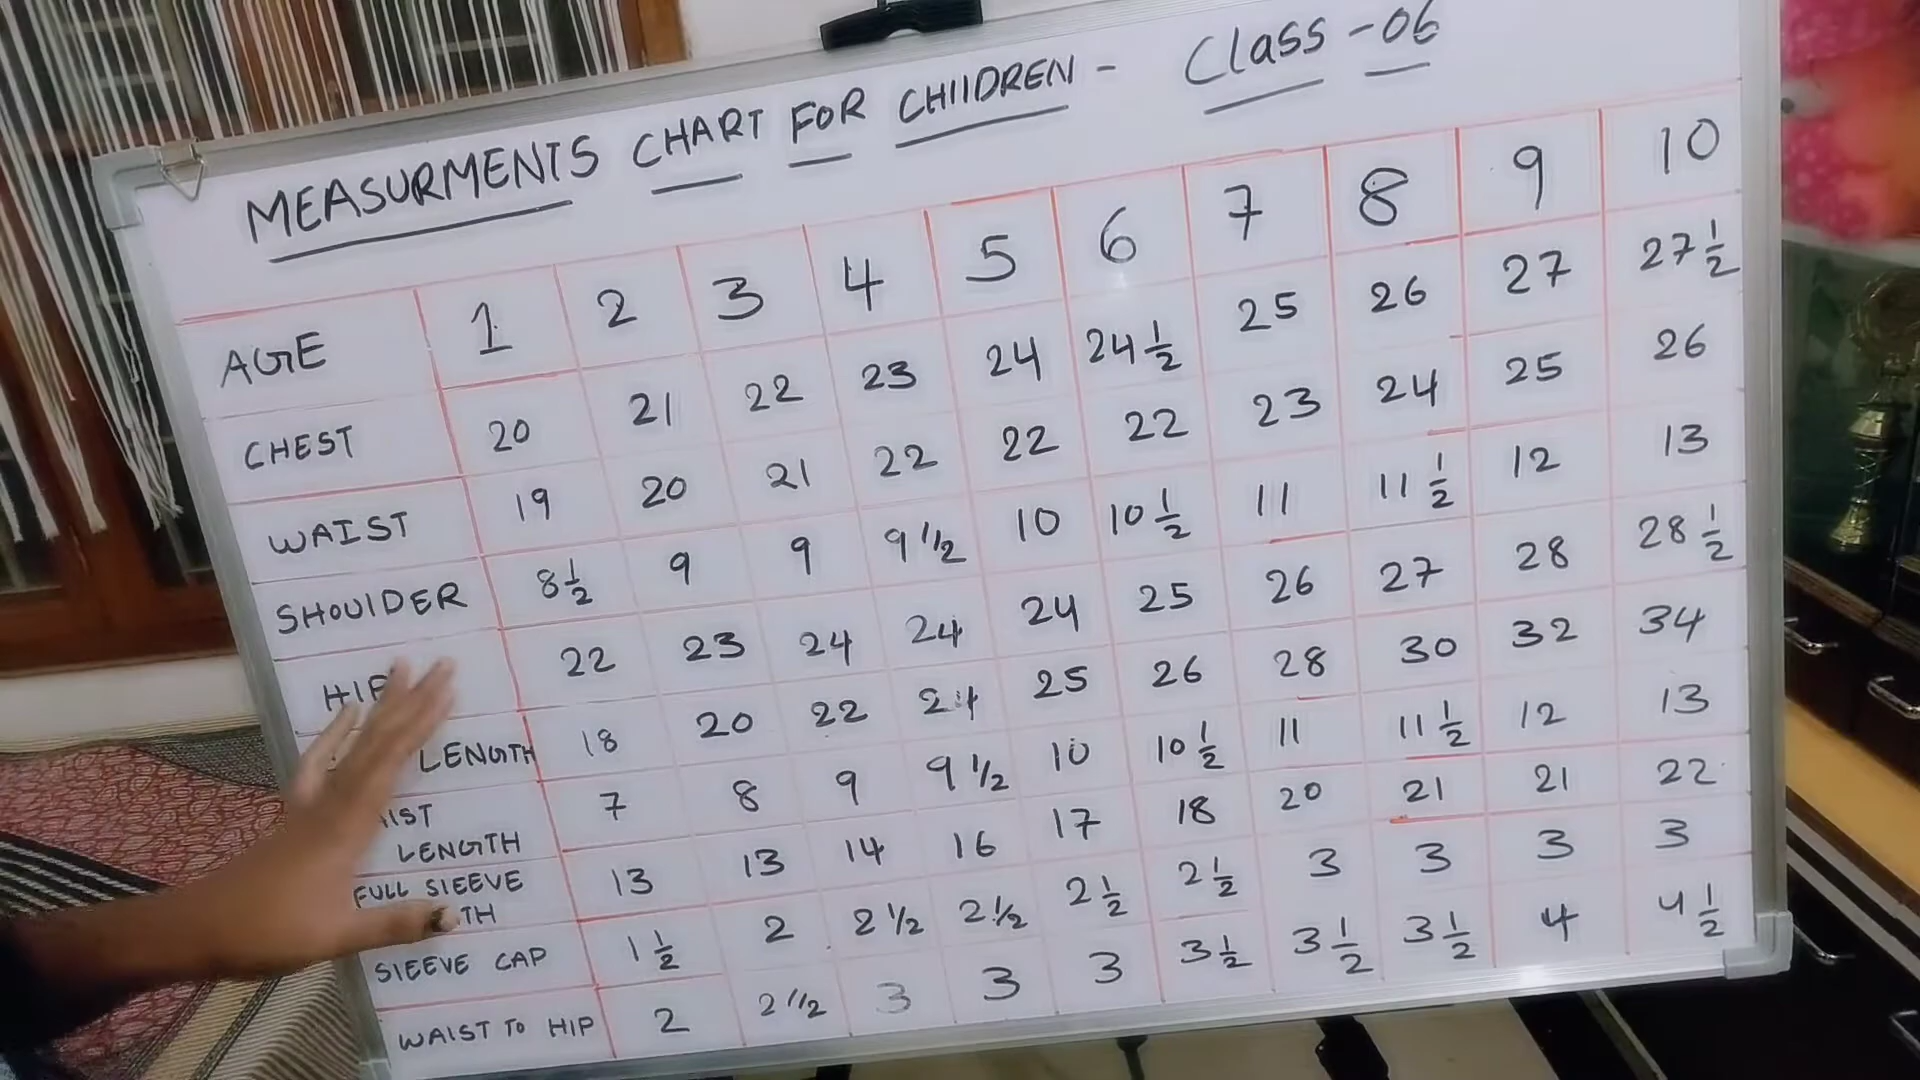 MEASURMENTS CHART FOR CHIIDREN - Class - 06
AGE 1 2 3 4 5 6 7 8 9 10
CHEST 20 21 22 23 24 24 1/2 25 26 27 27 1/2
WAIST 19 20 21 22 22 22 23 24 25 26
SHOUIDER 8 1/2 9 9 9 1/2 10 10 1/2 11 11 1/2 12 13
HIP 22 23 24 24 24 25 26 27 28 28 1/2
LENGTH 18 20 22 24 25 26 28 30 32 34
LENGTH 7 8 9 9 1/2 10 10 1/2 11 11 1/2 12 13
FULL SIEEVE 13 13 14 16 17 18 20 21 21 22
SIEEVE CAP 1 1/2 2 2 1/2 2 1/2 2 1/2 2 1/2 3 3 3 3
WAIST TO HIP 2 2 1/2 3 3 3 3 1/2 3 1/2 3 1/2 4 4 1/2